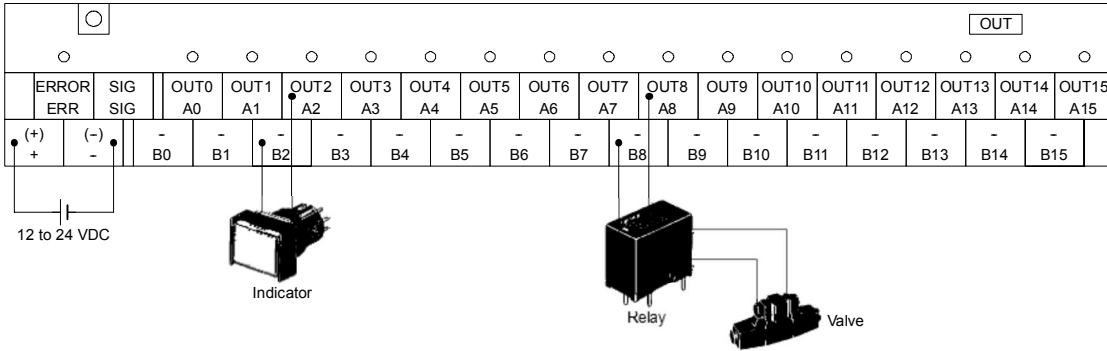 OUT
ERROR SIG OUT0 OUT1 OUT2 OUT3 OUT4 OUT5 OUT6 OUT7 OUT8 OUT9 OUT10 OUT11 OUT12 OUT13 OUT14 OUT15
ERR SIG A0 A1 A2 A3 A4 A5 A6 A7 A8 A9 A10 A11 A12 A13 A14 A15
(+) (-) - - - - - - - - - - - - - - - -
+ - B0 B1 B2 B3 B4 B5 B6 B7 B8 B9 B10 B11 B12 B13 B14 B15
12 to 24 VDC
Indicator
Relay
Valve